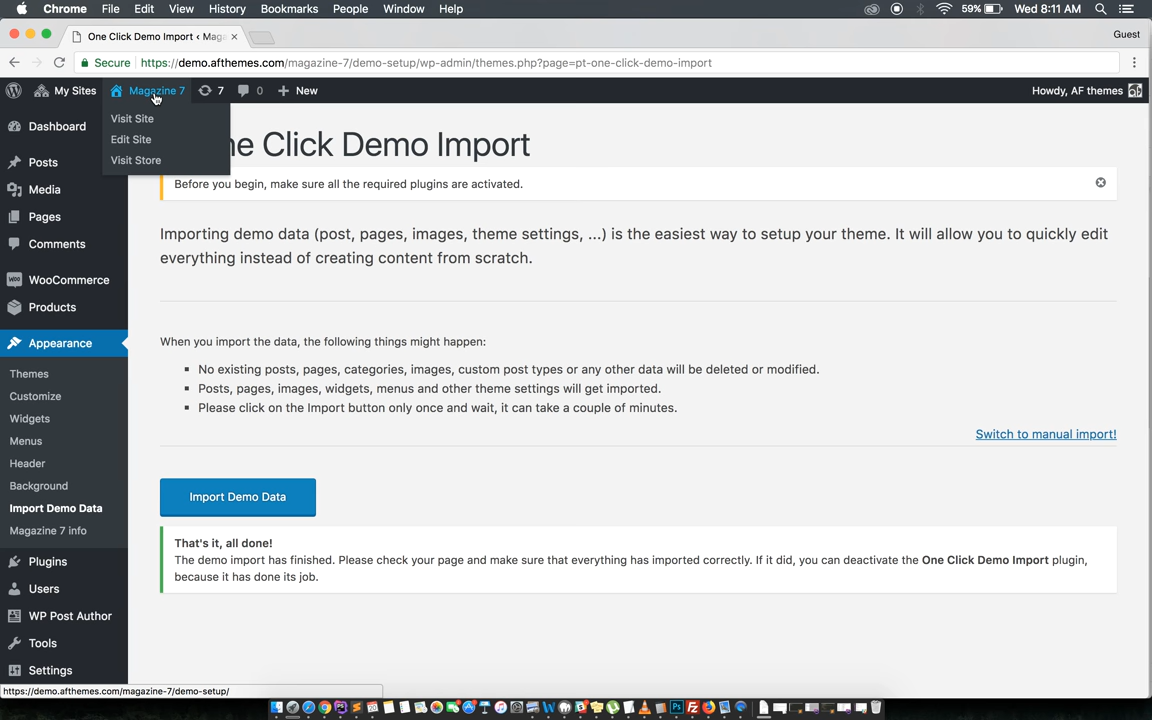 Chrome File Edit View History Bookmarks People Window Help 59% Wed 8:11 AM
One Click Demo Import ‹ Maga × Guest
Secure https://demo.afthemes.com/magazine-7/demo-setup/wp-admin/themes.php?page=pt-one-click-demo-import
My Sites Magazine 7 7 0 + New Howdy, AF themes
Visit Site
Edit Site
Visit Store
Dashboard
Posts
Media
Pages
Comments
WooCommerce
Products
Appearance
Themes
Customize
Widgets
Menus
Header
Background
Import Demo Data
Magazine 7 info
Plugins
Users
WP Post Author
Tools
Settings
ne Click Demo Import
Before you begin, make sure all the required plugins are activated.
Importing demo data (post, pages, images, theme settings, ...) is the easiest way to setup your theme. It will allow you to quickly edit
everything instead of creating content from scratch.
When you import the data, the following things might happen:
No existing posts, pages, categories, images, custom post types or any other data will be deleted or modified.
Posts, pages, images, widgets, menus and other theme settings will get imported.
Please click on the Import button only once and wait, it can take a couple of minutes.
Switch to manual import!
Import Demo Data
That's it, all done!
The demo import has finished. Please check your page and make sure that everything has imported correctly. If it did, you can deactivate the One Click Demo Import plugin,
because it has done its job.
https://demo.afthemes.com/magazine-7/demo-setup/